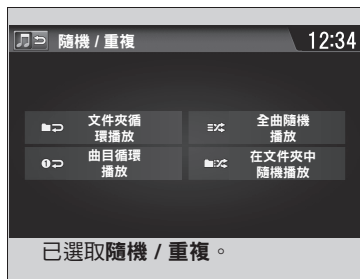 隨機 / 重複
12:34
文件夾循
環播放
全曲隨機
播放
曲目循環
播放
在文件夾中
隨機播放
已選取隨機 / 重複。